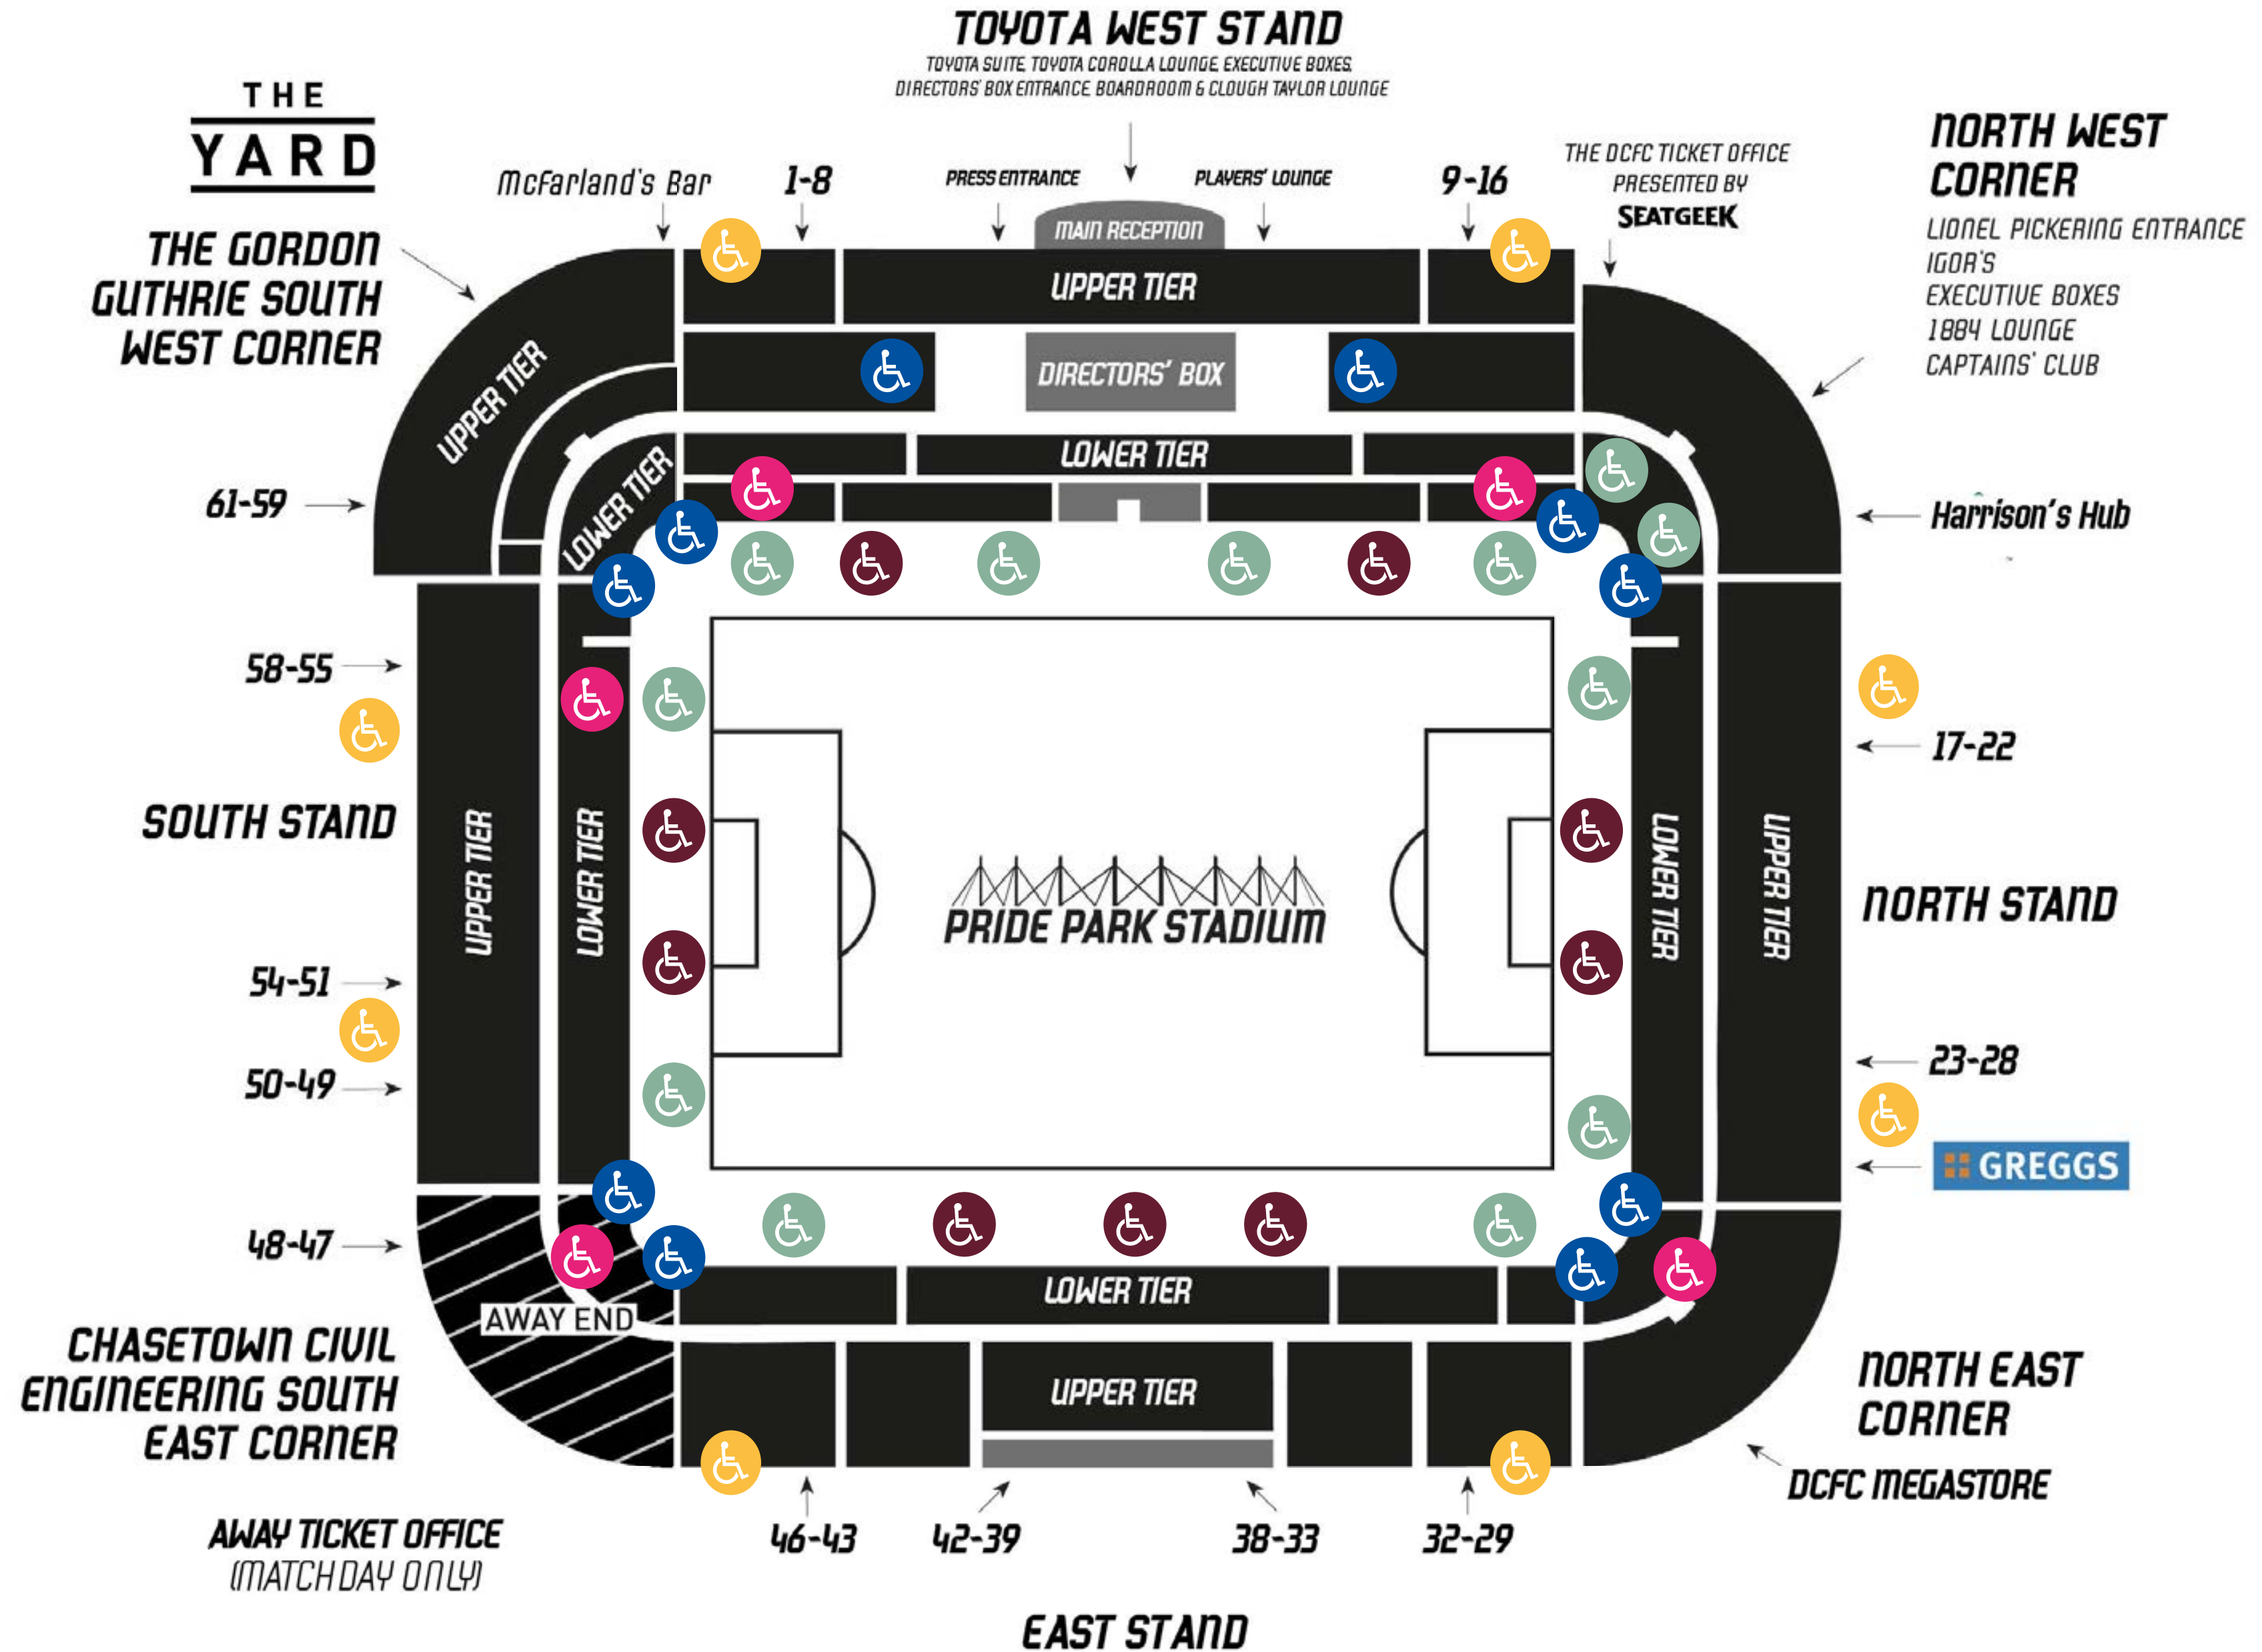 TOYOTA WEST STAND
TOYOTA SUITE, TOYOTA COROLLA LOUNGE, EXECUTIVE BOXES,
DIRECTORS' BOX ENTRANCE, BOARDROOM & CLOUGH TAYLOR LOUNGE
THE
YARD
McFarland's Bar
1-8
PRESS ENTRANCE
PLAYERS' LOUNGE
9-16
THE DCFC TICKET OFFICE
PRESENTED BY
SEATGEEK
NORTH WEST
CORNER
LIONEL PICKERING ENTRANCE
IGOR'S
EXECUTIVE BOXES
1884 LOUNGE
CAPTAINS' CLUB
THE GORDON
GUTHRIE SOUTH
WEST CORNER
MAIN RECEPTION
UPPER TIER
DIRECTORS' BOX
UPPER TIER
LOWER TIER
LOWER TIER
61-59
Harrison's Hub
58-55
17-22
SOUTH STAND
UPPER TIER
LOWER TIER
PRIDE PARK STADIUM
LOWER TIER
UPPER TIER
NORTH STAND
54-51
23-28
50-49
GREGGS
48-47
AWAY END
LOWER TIER
UPPER TIER
CHASETOWN CIVIL
ENGINEERING SOUTH
EAST CORNER
NORTH EAST
CORNER
DCFC MEGASTORE
AWAY TICKET OFFICE
(MATCHDAY ONLY)
46-43
42-39
38-33
32-29
EAST STAND